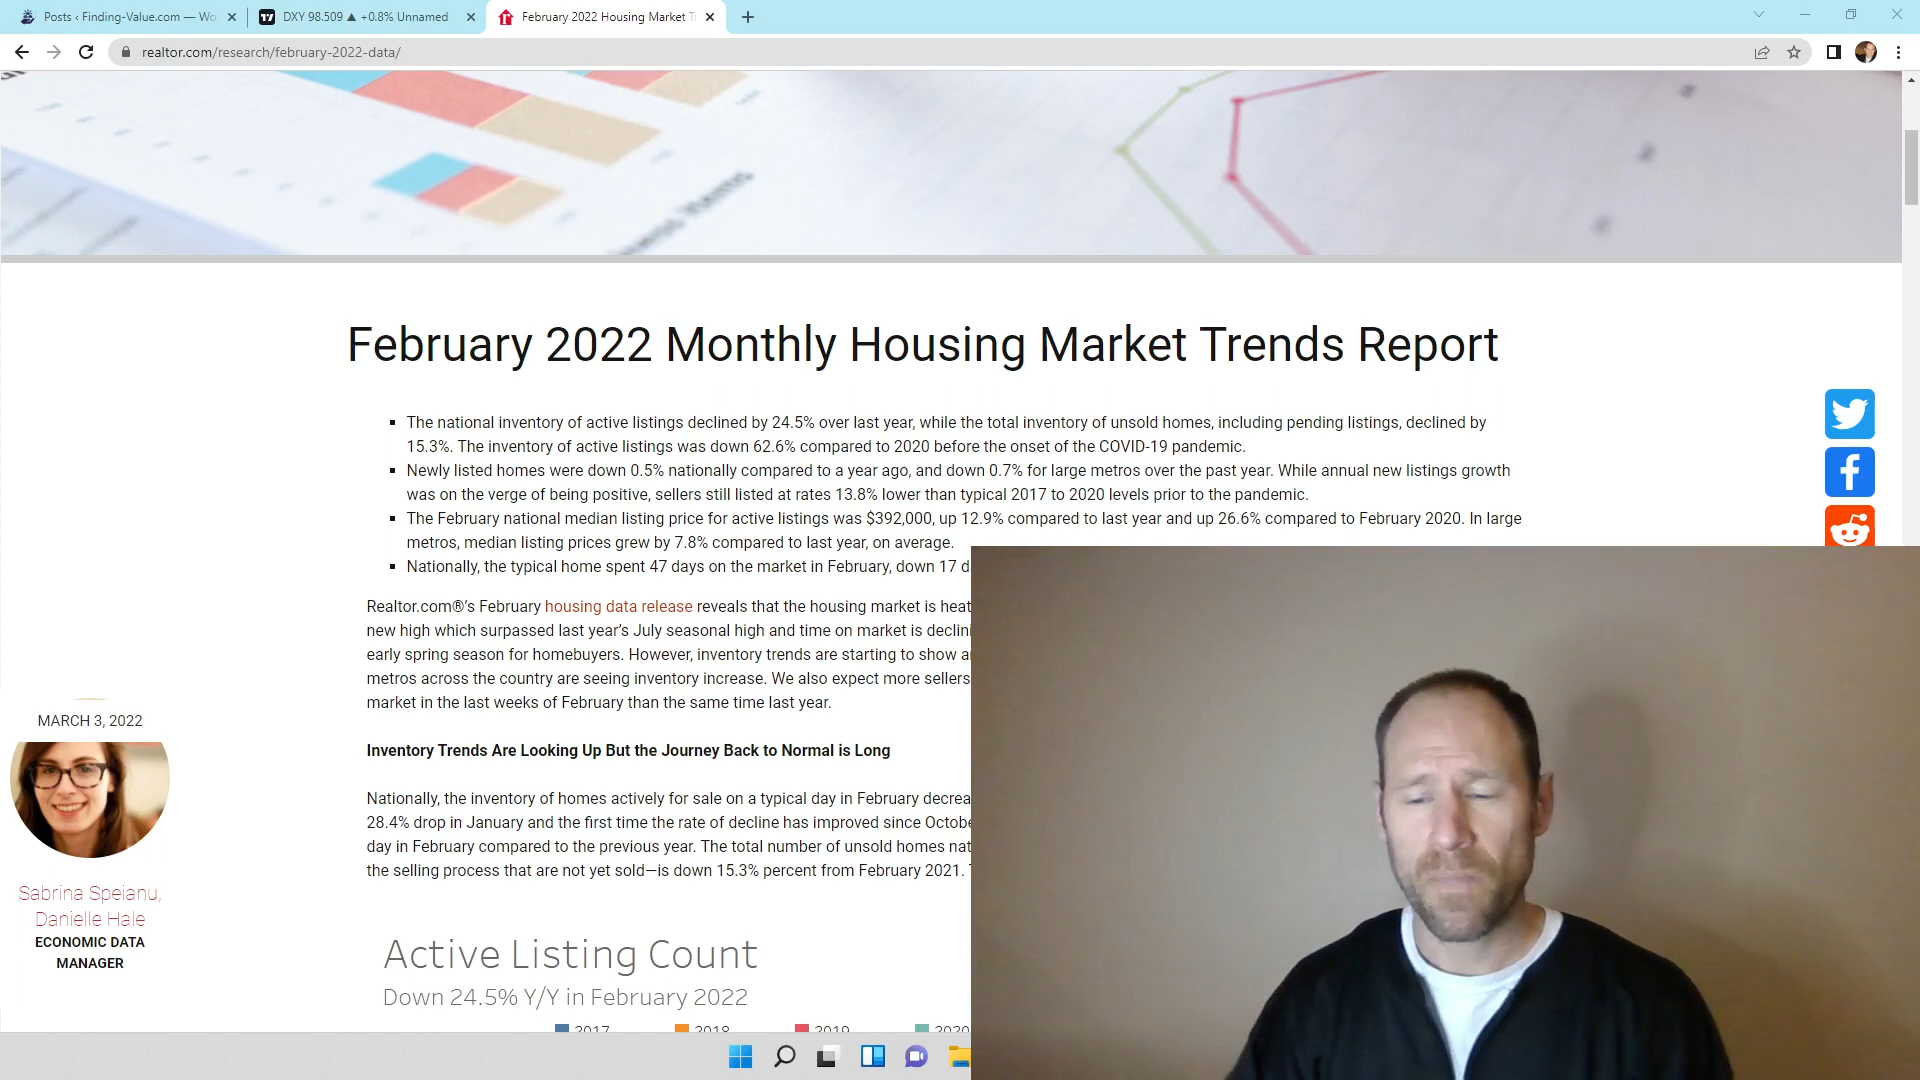 Posts ‹ Finding-Value.com — Wo
DXY 98.509 ▲ +0.8% Unnamed
February 2022 Housing Market T
realtor.com/research/february-2022-data/
February 2022 Monthly Housing Market Trends Report
The national inventory of active listings declined by 24.5% over last year, while the total inventory of unsold homes, including pending listings, declined by
15.3%. The inventory of active listings was down 62.6% compared to 2020 before the onset of the COVID-19 pandemic.
Newly listed homes were down 0.5% nationally compared to a year ago, and down 0.7% for large metros over the past year. While annual new listings growth
was on the verge of being positive, sellers still listed at rates 13.8% lower than typical 2017 to 2020 levels prior to the pandemic.
The February national median listing price for active listings was $392,000, up 12.9% compared to last year and up 26.6% compared to February 2020. In large
metros, median listing prices grew by 7.8% compared to last year, on average.
Nationally, the typical home spent 47 days on the market in February, down 17 d
Realtor.com®'s February housing data release reveals that the housing market is heat
new high which surpassed last year's July seasonal high and time on market is declini
early spring season for homebuyers. However, inventory trends are starting to show a
metros across the country are seeing inventory increase. We also expect more sellers
market in the last weeks of February than the same time last year.
MARCH 3, 2022
Inventory Trends Are Looking Up But the Journey Back to Normal is Long
Nationally, the inventory of homes actively for sale on a typical day in February decrea
28.4% drop in January and the first time the rate of decline has improved since Octobe
day in February compared to the previous year. The total number of unsold homes nat
the selling process that are not yet sold—is down 15.3% percent from February 2021.
Sabrina Speianu,
Danielle Hale
ECONOMIC DATA
MANAGER
Active Listing Count
Down 24.5% Y/Y in February 2022
2017 2018 2019 2020